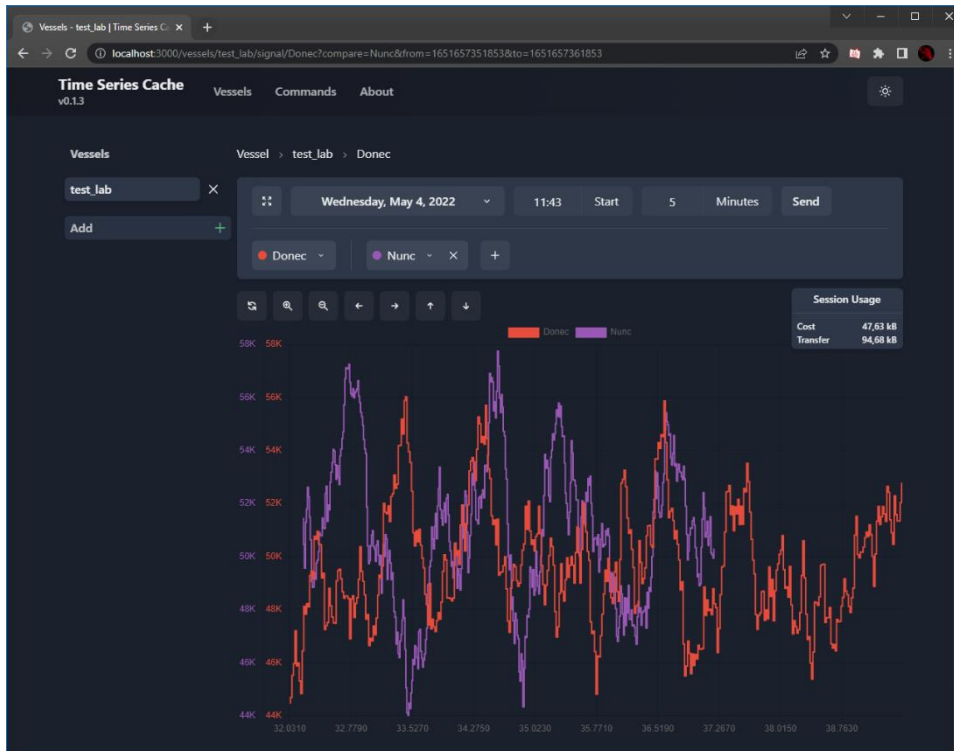 Vessels - test_lab | Time Series Ca
localhost:3000/vessels/test_lab/signal/Donec?compare=Nunc&from=1651657351853&to=1651657361853
Time Series Cache
v0.1.3
Vessels Commands About
Vessels
test_lab
Add
Vessel > test_lab > Donec
Wednesday, May 4, 2022 11:43 Start 5 Minutes Send
Donec Nunc
Session Usage
Cost 47,63 kB
Transfer 94,68 kB
Donec Nunc
58K 58K
56K 56K
54K 54K
52K 52K
50K 50K
48K 48K
46K 46K
44K 44K
32.0310 32.7790 33.5270 34.2750 35.0230 35.7710 36.5190 37.2670 38.0150 38.7630